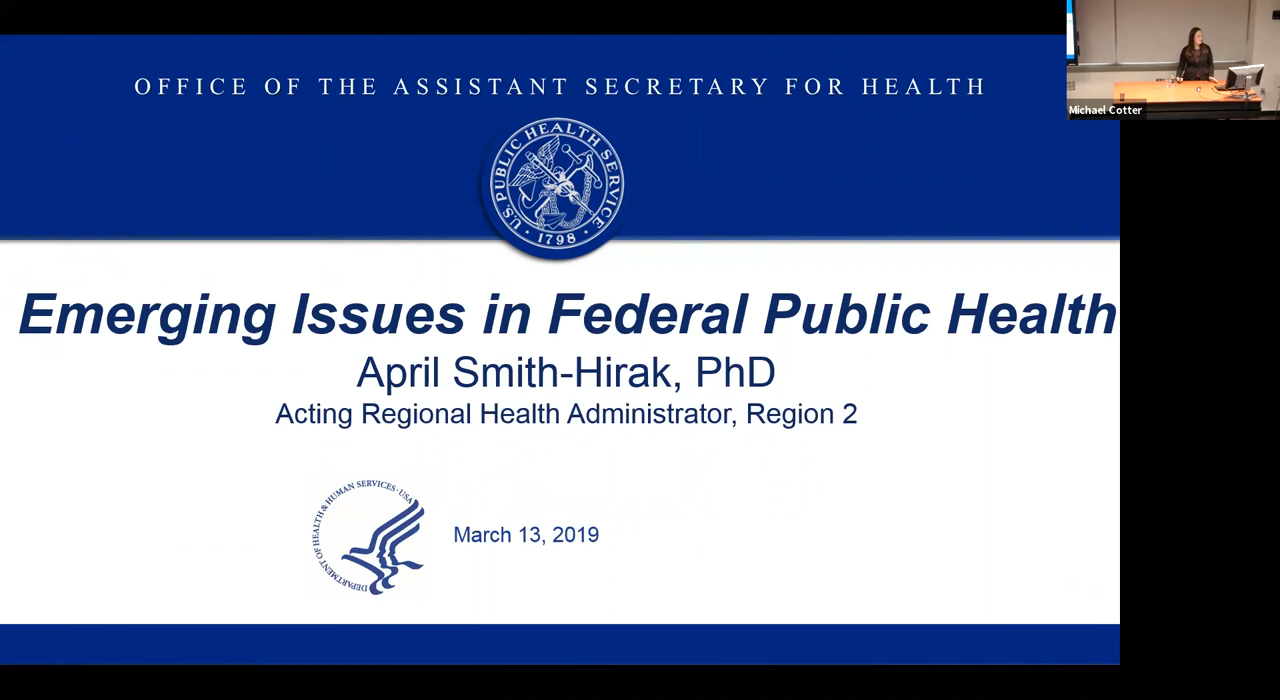 OFFICE OF THE ASSISTANT SECRETARY FOR HEALTH
U.S. PUBLIC HEALTH SERVICE
1798
Michael Cotter
Emerging Issues in Federal Public Health
April Smith-Hirak, PhD
Acting Regional Health Administrator, Region 2
DEPARTMENT OF HEALTH & HUMAN SERVICES · USA
March 13, 2019